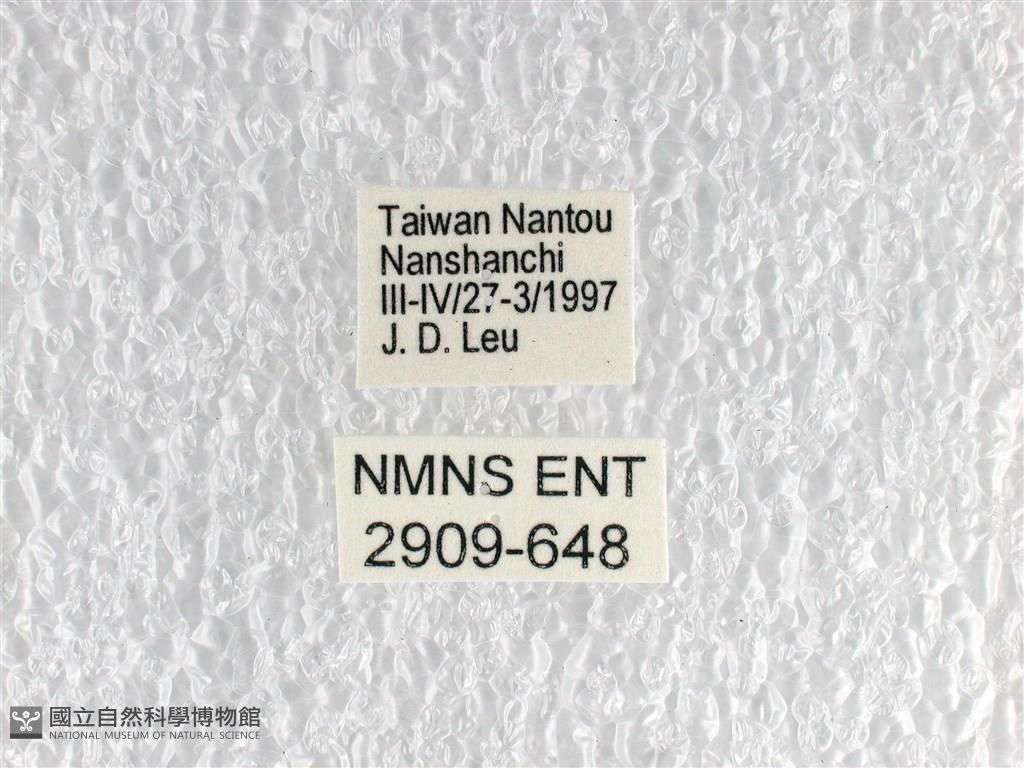 Taiwan Nantou
Nanshanchi
III-IV/27-3/1997
J. D. Leu
NMNS ENT
2909-648
國立自然科學博物館
NATIONAL MUSEUM OF NATURAL SCIENCE